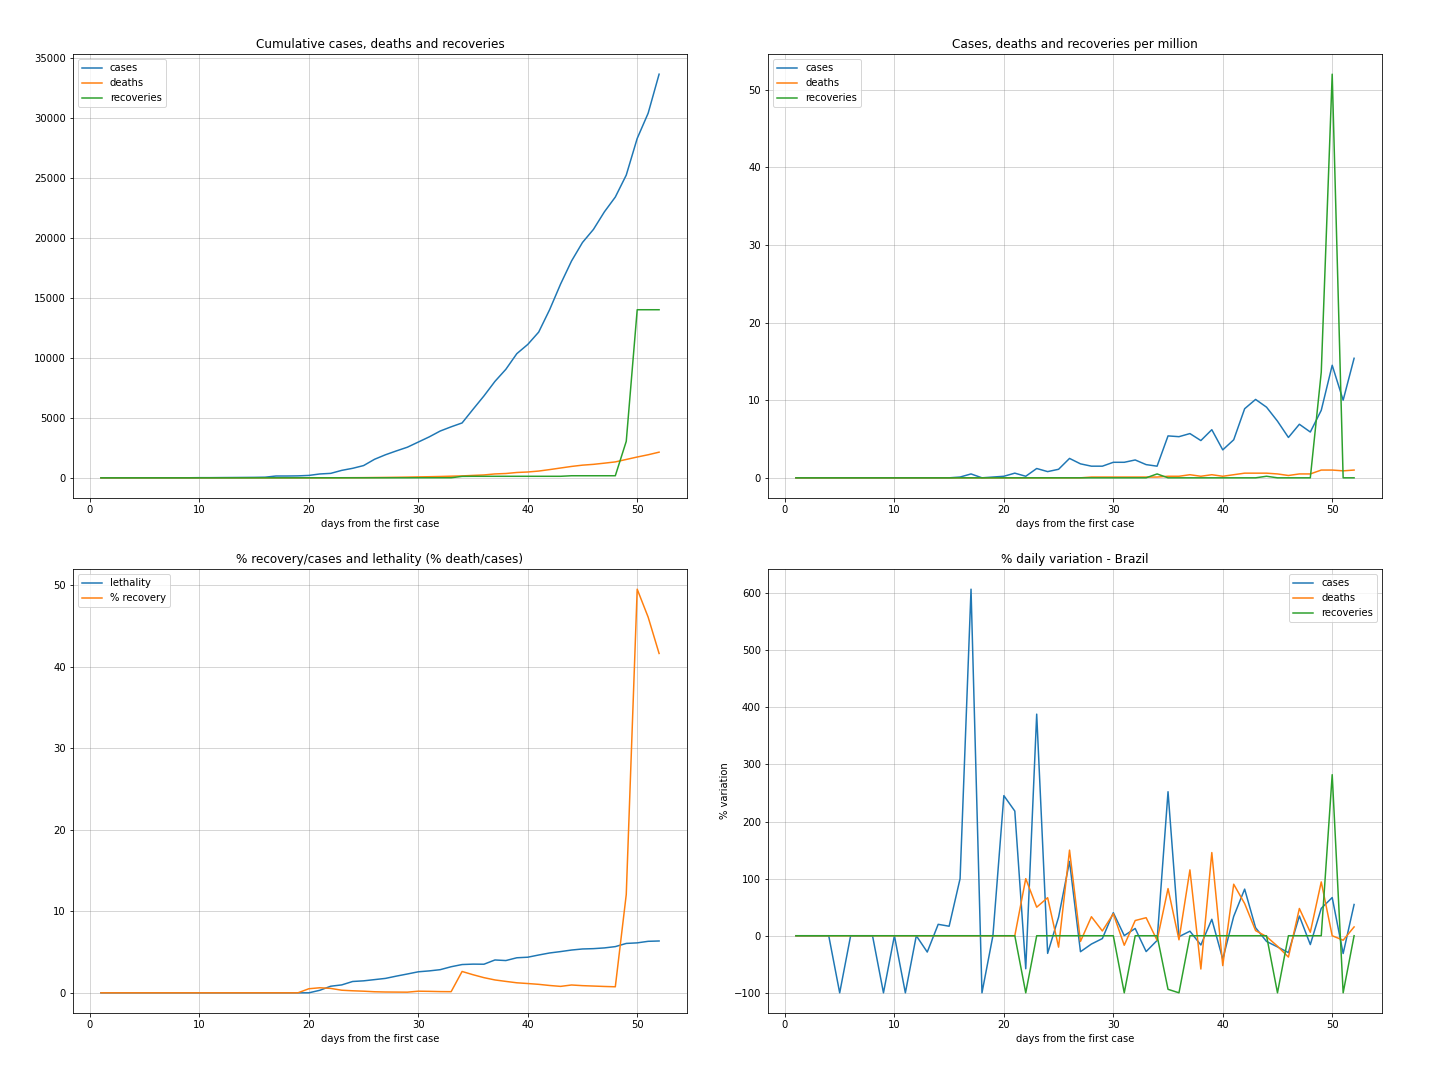 Cumulative cases, deaths and recoveries
cases
deaths
recoveries
35000
30000
25000
20000
15000
10000
5000
0
0 10 20 30 40 50
days from the first case
Cases, deaths and recoveries per million
cases
deaths
recoveries
50
40
30
20
10
0
0 10 20 30 40 50
days from the first case
% recovery/cases and lethality (% death/cases)
lethality
% recovery
50
40
30
20
10
0
0 10 20 30 40 50
days from the first case
% daily variation - Brazil
cases
deaths
recoveries
% variation
600
500
400
300
200
100
0
−100
0 10 20 30 40 50
days from the first case